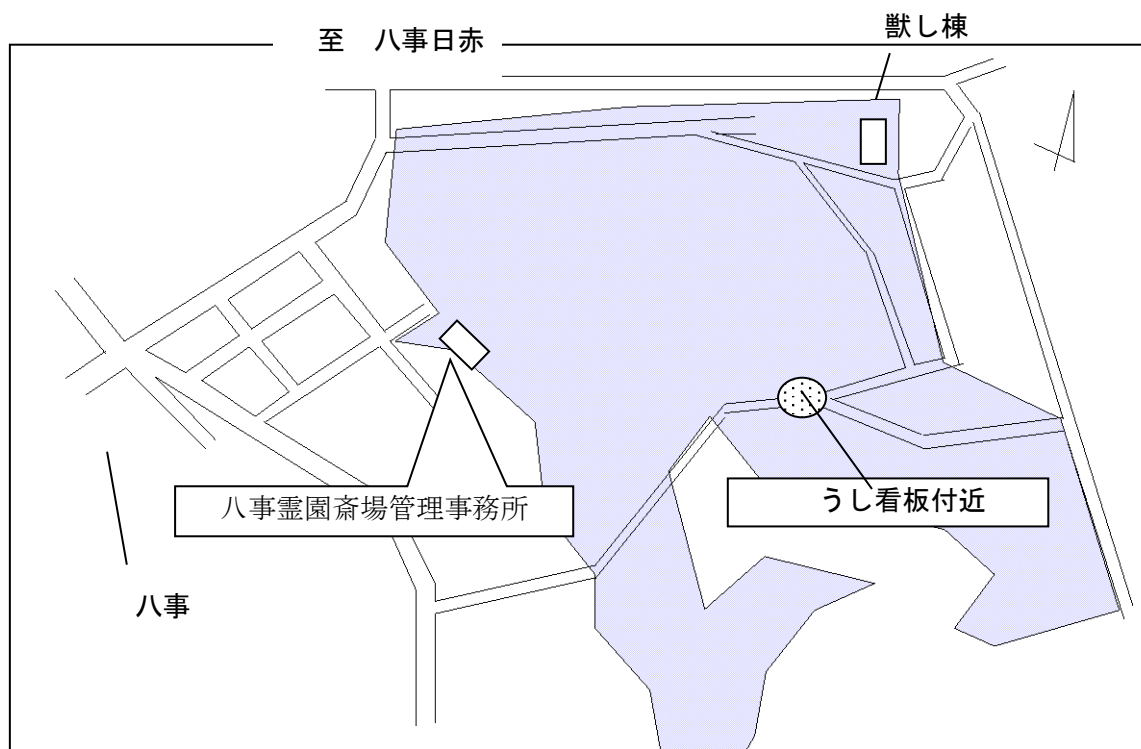 獣し棟
至　八事日赤
八事霊園斎場管理事務所
うし看板付近
八事